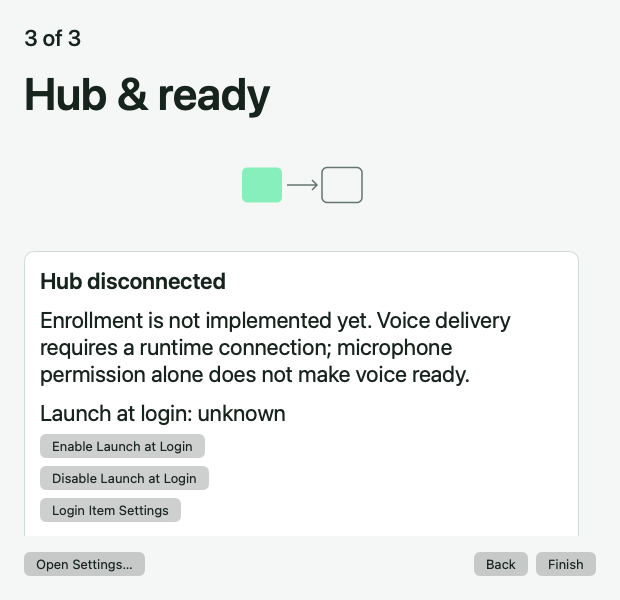 3 of 3
Hub & ready
Hub disconnected
Enrollment is not implemented yet. Voice delivery
requires a runtime connection; microphone
permission alone does not make voice ready.
Launch at login: unknown
Enable Launch at Login
Disable Launch at Login
Login Item Settings
Open Settings...
Back
Finish